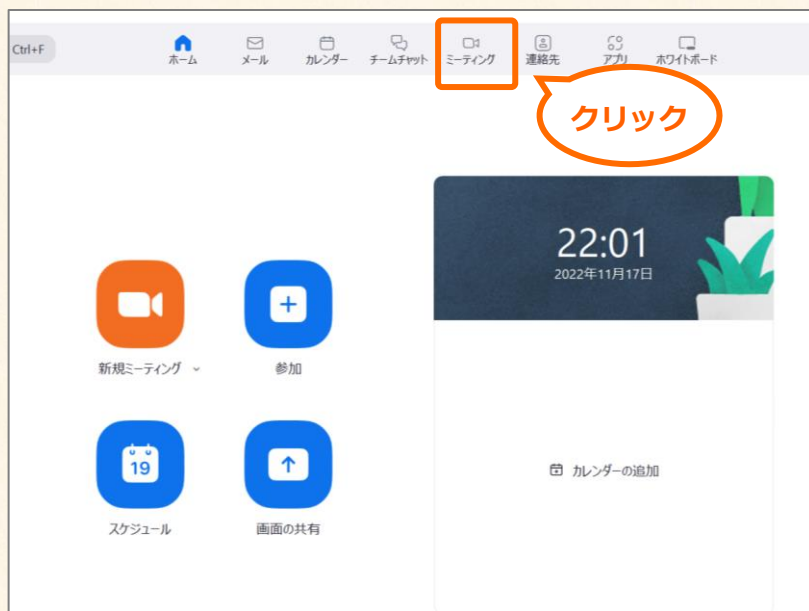 Ctrl+F
ホーム
メール
カレンダー
チームチャット
ミーティング
連絡先
アプリ
ホワイトボード
クリック
22:01
2022年11月17日
新規ミーティング
参加
19
スケジュール
画面の共有
カレンダーの追加